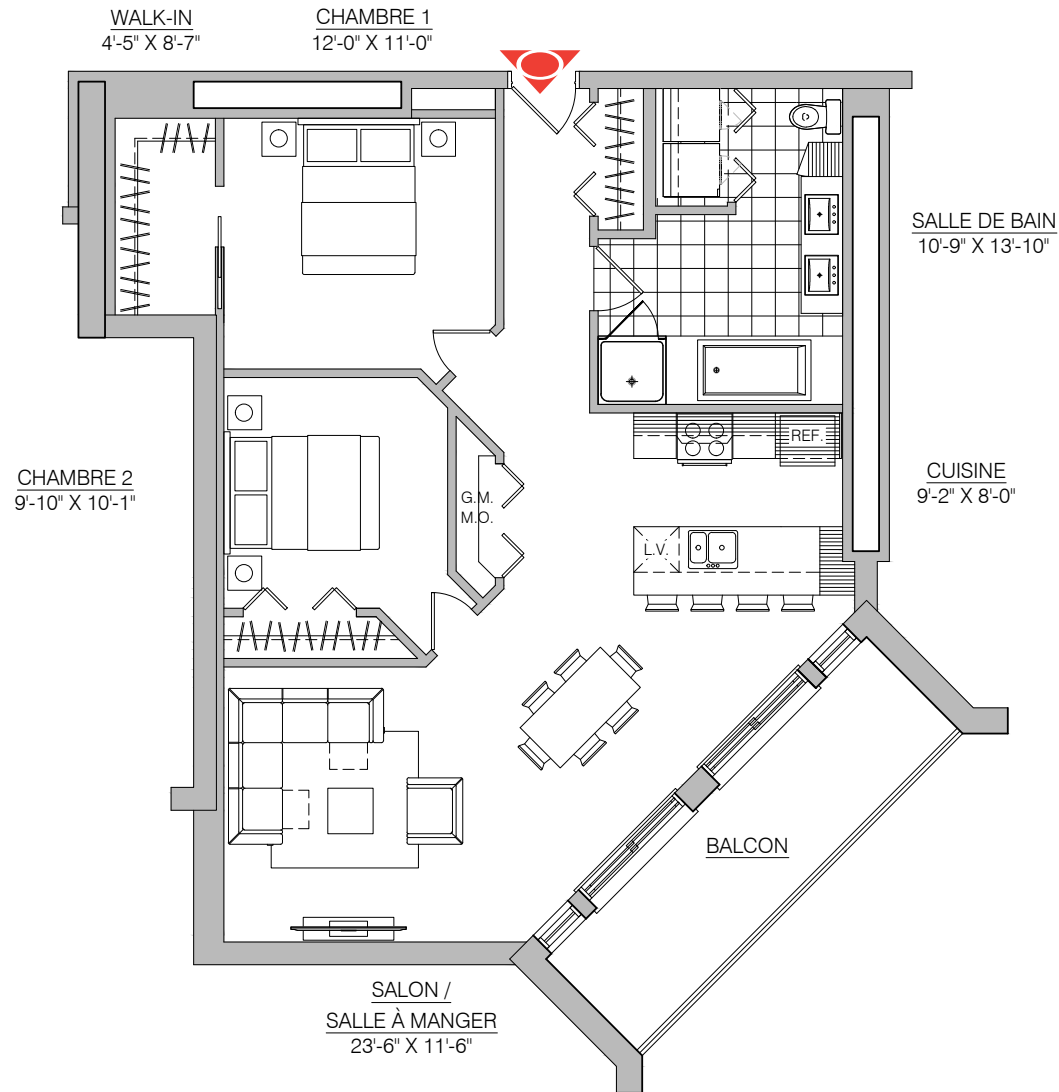 WALK-IN
4'-5" X 8'-7"
CHAMBRE 1
12'-0" X 11'-0"
SALLE DE BAIN
10'-9" X 13'-10"
REF.
CHAMBRE 2
9'-10" X 10'-1"
G.M.
M.O.
CUISINE
9'-2" X 8'-0"
L.V.
BALCON
SALON /
SALLE À MANGER
23'-6" X 11'-6"